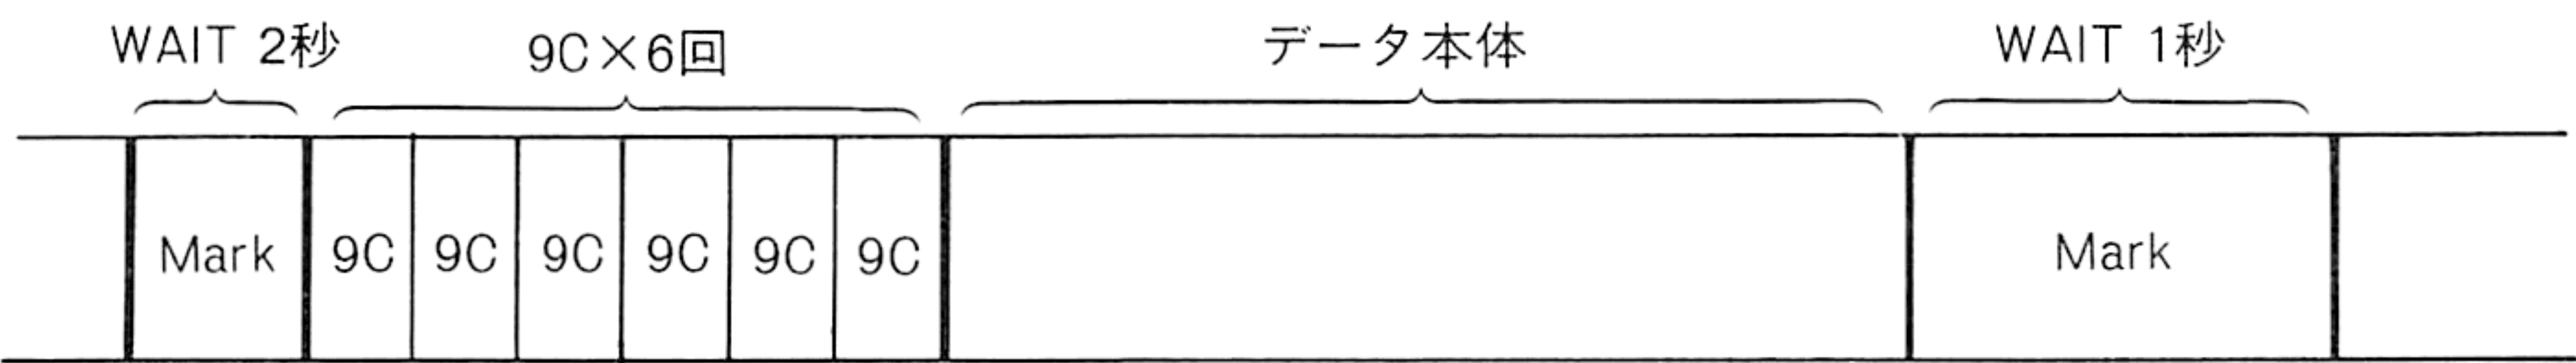 WAIT 2秒 9C×6回 データ本体 WAIT 1秒
Mark 9C 9C 9C 9C 9C 9C Mark